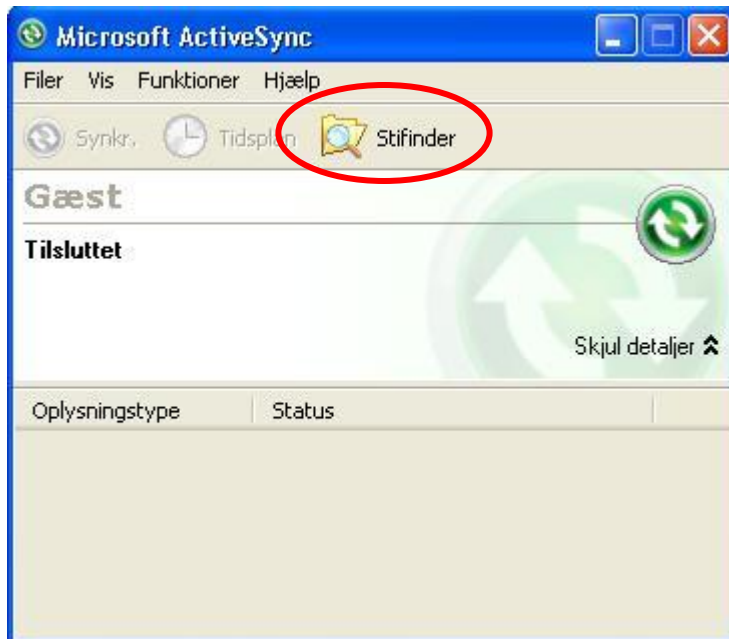 Microsoft ActiveSync
Filer Vis Funktioner Hjælp
Synkr. Tidsplan Stifinder
Gæst
Tilsluttet
Skjul detaljer
Oplysningstype Status